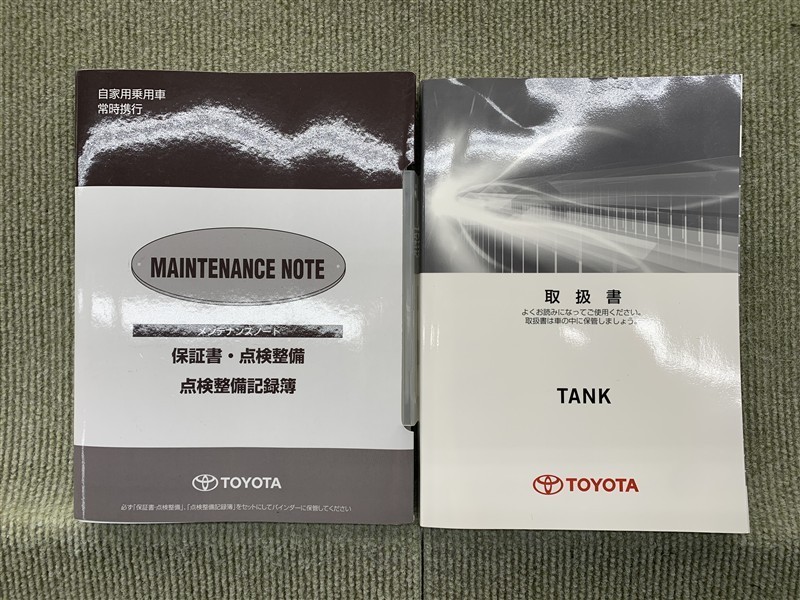 自家用乗用車
常時携行
MAINTENANCE NOTE
メンテナンスノート
保証書・点検整備
点検整備記録簿
TOYOTA
必ず「保証書・点検整備」、「点検整備記録簿」をセットにしてバインダーに保管してください
取扱書
よくお読みになってご使用ください。
取扱書は車の中に保管しましょう。
TANK
TOYOTA